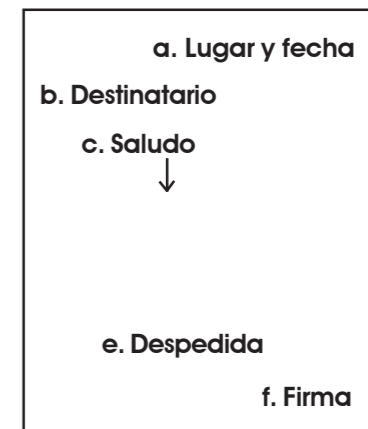 a. Lugar y fecha
b. Destinatario
c. Saludo
e. Despedida
f. Firma